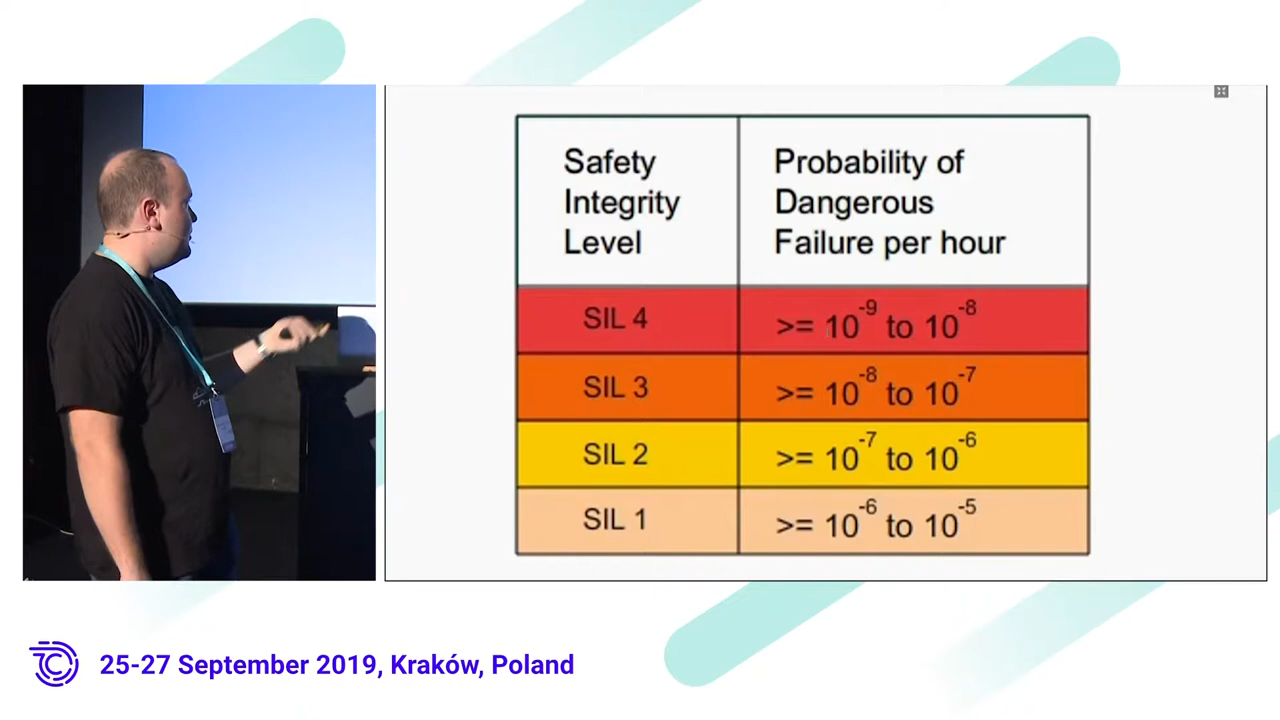 Safety
Integrity
Level
Probability of
Dangerous
Failure per hour
SIL 4
>= 10^-9 to 10^-8
SIL 3
>= 10^-8 to 10^-7
SIL 2
>= 10^-7 to 10^-6
SIL 1
>= 10^-6 to 10^-5
25-27 September 2019, Kraków, Poland